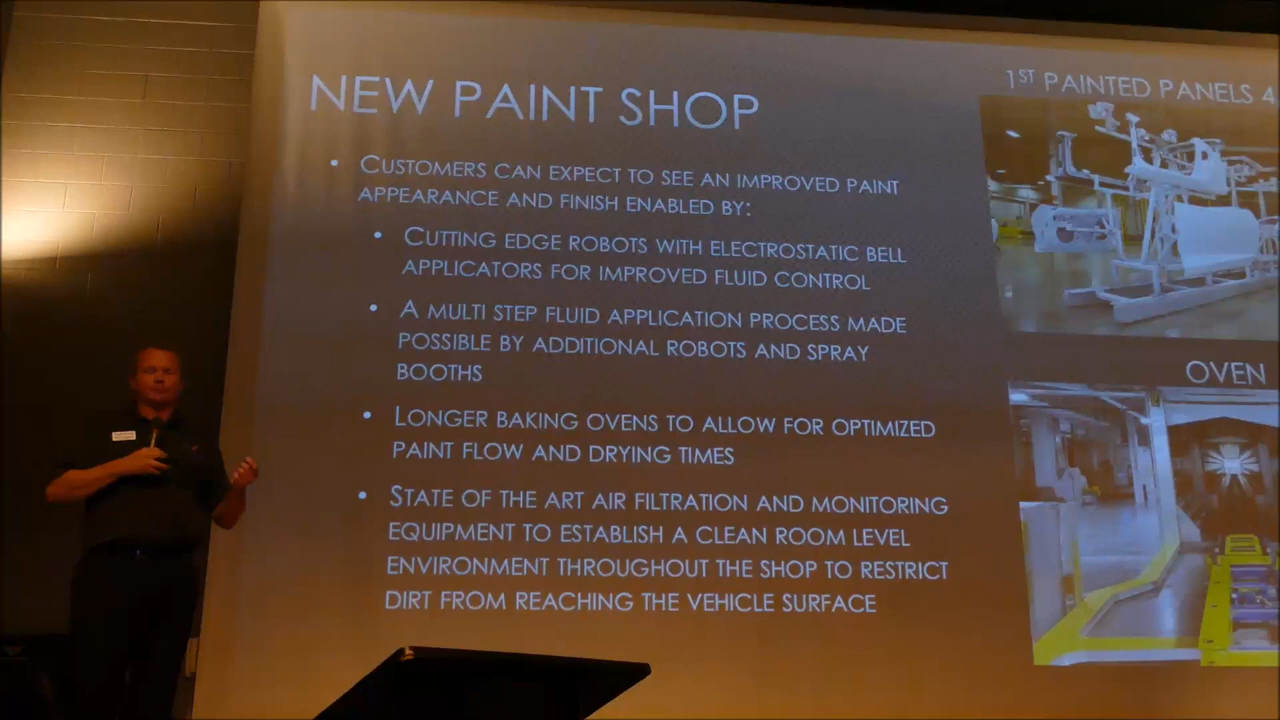 NEW PAINT SHOP
• CUSTOMERS CAN EXPECT TO SEE AN IMPROVED PAINT
APPEARANCE AND FINISH ENABLED BY:
• CUTTING EDGE ROBOTS WITH ELECTROSTATIC BELL
APPLICATORS FOR IMPROVED FLUID CONTROL
• A MULTI STEP FLUID APPLICATION PROCESS MADE
POSSIBLE BY ADDITIONAL ROBOTS AND SPRAY
BOOTHS
• LONGER BAKING OVENS TO ALLOW FOR OPTIMIZED
PAINT FLOW AND DRYING TIMES
• STATE OF THE ART AIR FILTRATION AND MONITORING
EQUIPMENT TO ESTABLISH A CLEAN ROOM LEVEL
ENVIRONMENT THROUGHOUT THE SHOP TO RESTRICT
DIRT FROM REACHING THE VEHICLE SURFACE
1ST PAINTED PANELS 4
OVEN